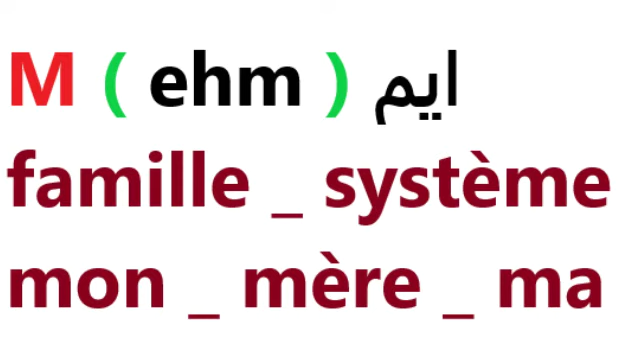 M ( ehm ) ايم
famille _ système
mon _ mère _ ma